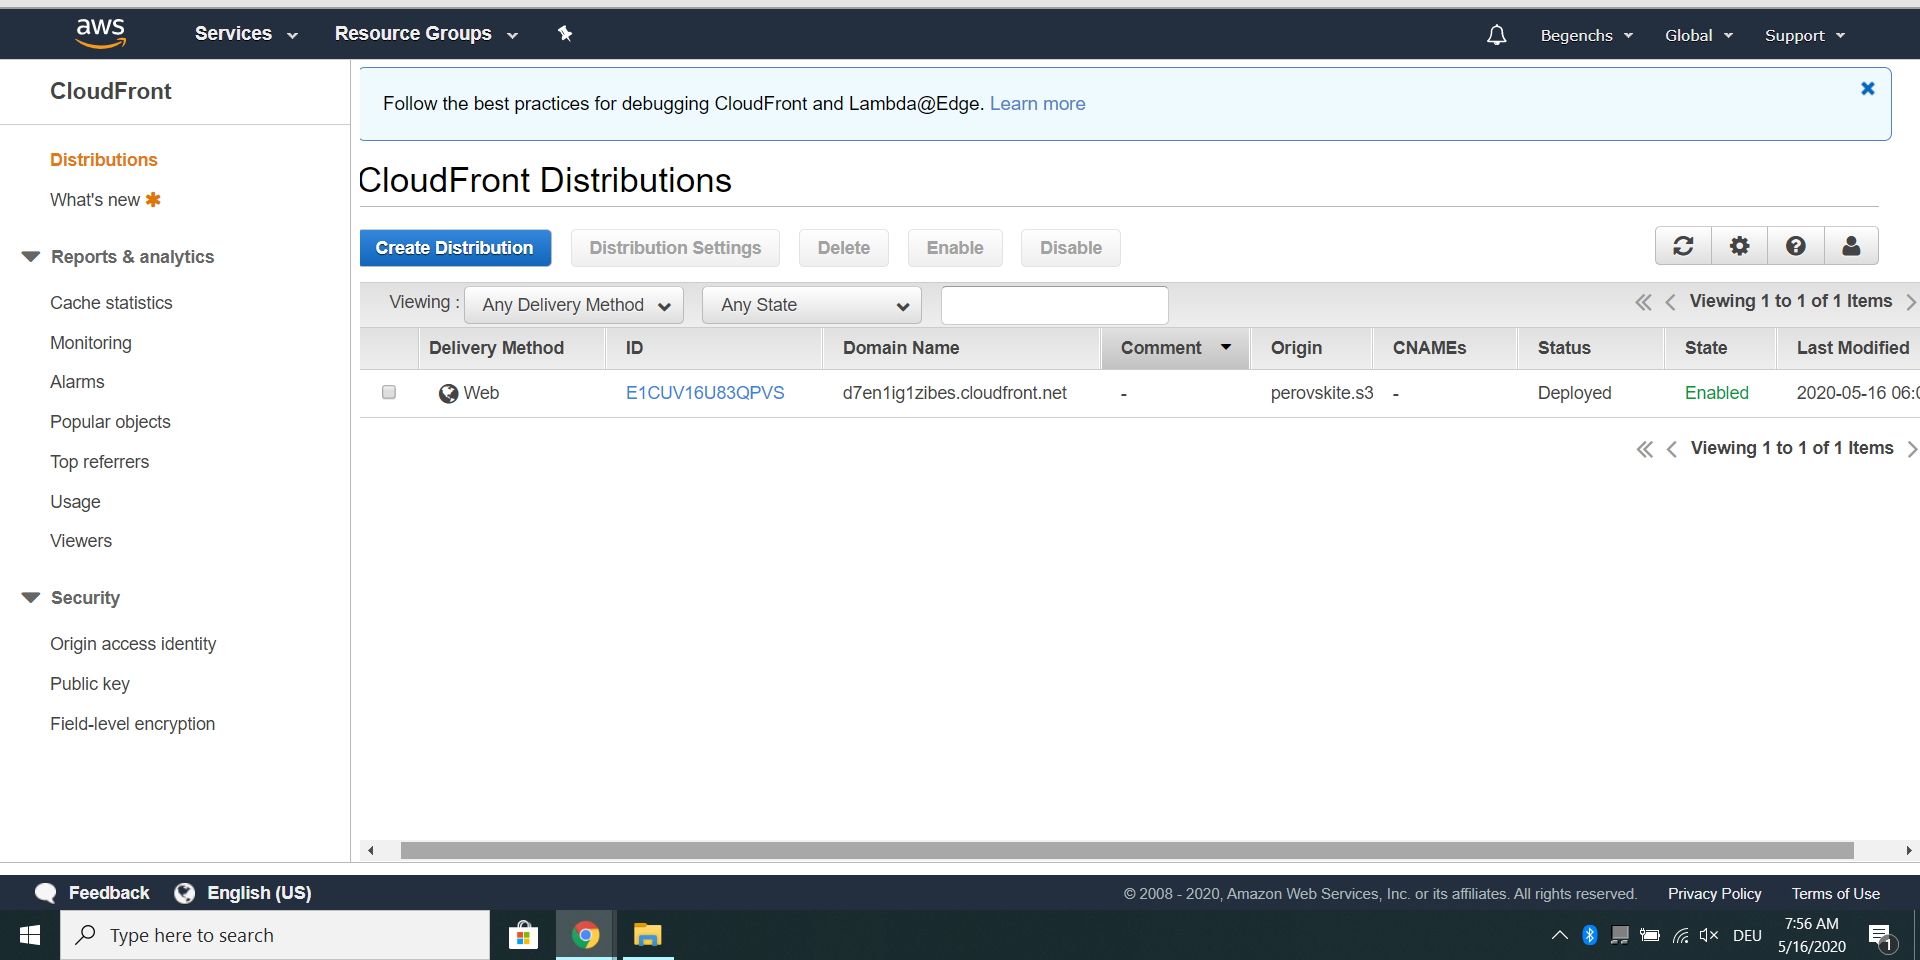 aws Services Resource Groups Begenchs Global Support
CloudFront
Distributions
What's new
Reports & analytics
Cache statistics
Monitoring
Alarms
Popular objects
Top referrers
Usage
Viewers
Security
Origin access identity
Public key
Field-level encryption
Follow the best practices for debugging CloudFront and Lambda@Edge. Learn more
CloudFront Distributions
Create Distribution Distribution Settings Delete Enable Disable
Viewing : Any Delivery Method Any State Viewing 1 to 1 of 1 Items
Delivery Method ID Domain Name Comment Origin CNAMEs Status State Last Modified
Web E1CUV16U83QPVS d7en1ig1zibes.cloudfront.net - perovskite.s3 - Deployed Enabled 2020-05-16 06:0
Viewing 1 to 1 of 1 Items
Feedback English (US) © 2008 - 2020, Amazon Web Services, Inc. or its affiliates. All rights reserved. Privacy Policy Terms of Use
Type here to search DEU 7:56 AM
5/16/2020 1